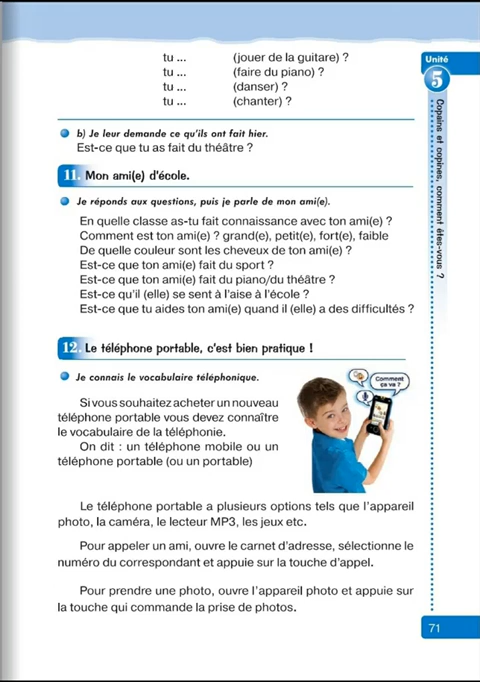 tu ... (jouer de la guitare) ?
tu ... (faire du piano) ?
tu ... (danser) ?
tu ... (chanter) ?
b) Je leur demande ce qu'ils ont fait hier.
Est-ce que tu as fait du théâtre ?
11. Mon ami(e) d'école.
Je réponds aux questions, puis je parle de mon ami(e).
En quelle classe as-tu fait connaissance avec ton ami(e) ?
Comment est ton ami(e) ? grand(e), petit(e), fort(e), faible
De quelle couleur sont les cheveux de ton ami(e) ?
Est-ce que ton ami(e) fait du sport ?
Est-ce que ton ami(e) fait du piano/du théâtre ?
Est-ce qu'il (elle) se sent à l'aise à l'école ?
Est-ce que tu aides ton ami(e) quand il (elle) a des difficultés ?
12. Le téléphone portable, c'est bien pratique !
Je connais le vocabulaire téléphonique.
Si vous souhaitez acheter un nouveau
téléphone portable vous devez connaître
le vocabulaire de la téléphonie.
On dit : un téléphone mobile ou un
téléphone portable (ou un portable)
Comment
ça va ?
Le téléphone portable a plusieurs options tels que l'appareil
photo, la caméra, le lecteur MP3, les jeux etc.
Pour appeler un ami, ouvre le carnet d'adresse, sélectionne le
numéro du correspondant et appuie sur la touche d'appel.
Pour prendre une photo, ouvre l'appareil photo et appuie sur
la touche qui commande la prise de photos.
Unité
5
Copains et copines, comment êtes-vous ?
71